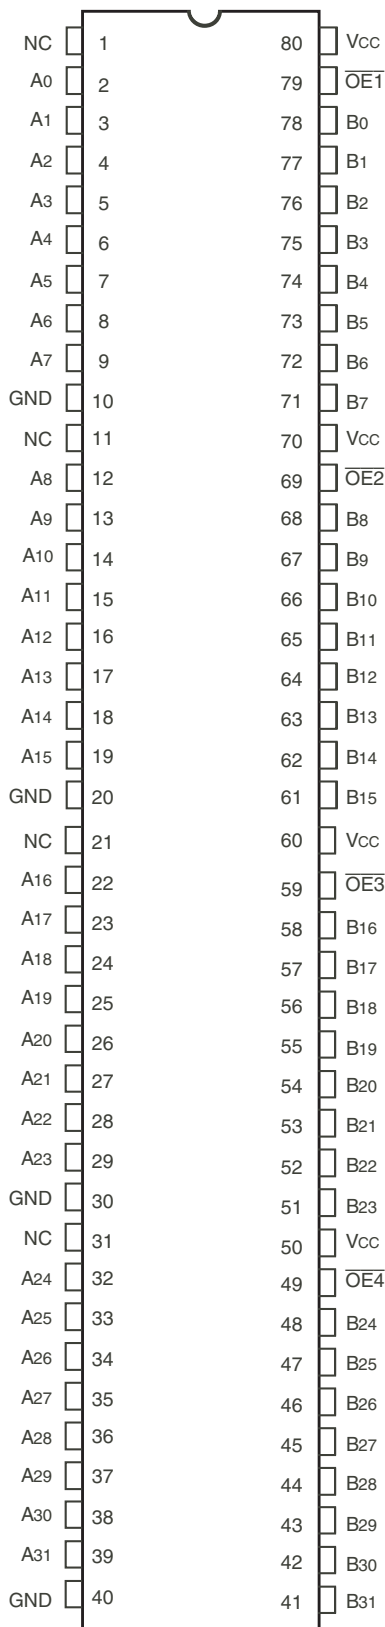 NC 1 80 VCC
A0 2 79 OE1
A1 3 78 B0
A2 4 77 B1
A3 5 76 B2
A4 6 75 B3
A5 7 74 B4
A6 8 73 B5
A7 9 72 B6
GND 10 71 B7
NC 11 70 VCC
A8 12 69 OE2
A9 13 68 B8
A10 14 67 B9
A11 15 66 B10
A12 16 65 B11
A13 17 64 B12
A14 18 63 B13
A15 19 62 B14
GND 20 61 B15
NC 21 60 VCC
A16 22 59 OE3
A17 23 58 B16
A18 24 57 B17
A19 25 56 B18
A20 26 55 B19
A21 27 54 B20
A22 28 53 B21
A23 29 52 B22
GND 30 51 B23
NC 31 50 VCC
A24 32 49 OE4
A25 33 48 B24
A26 34 47 B25
A27 35 46 B26
A28 36 45 B27
A29 37 44 B28
A30 38 43 B29
A31 39 42 B30
GND 40 41 B31